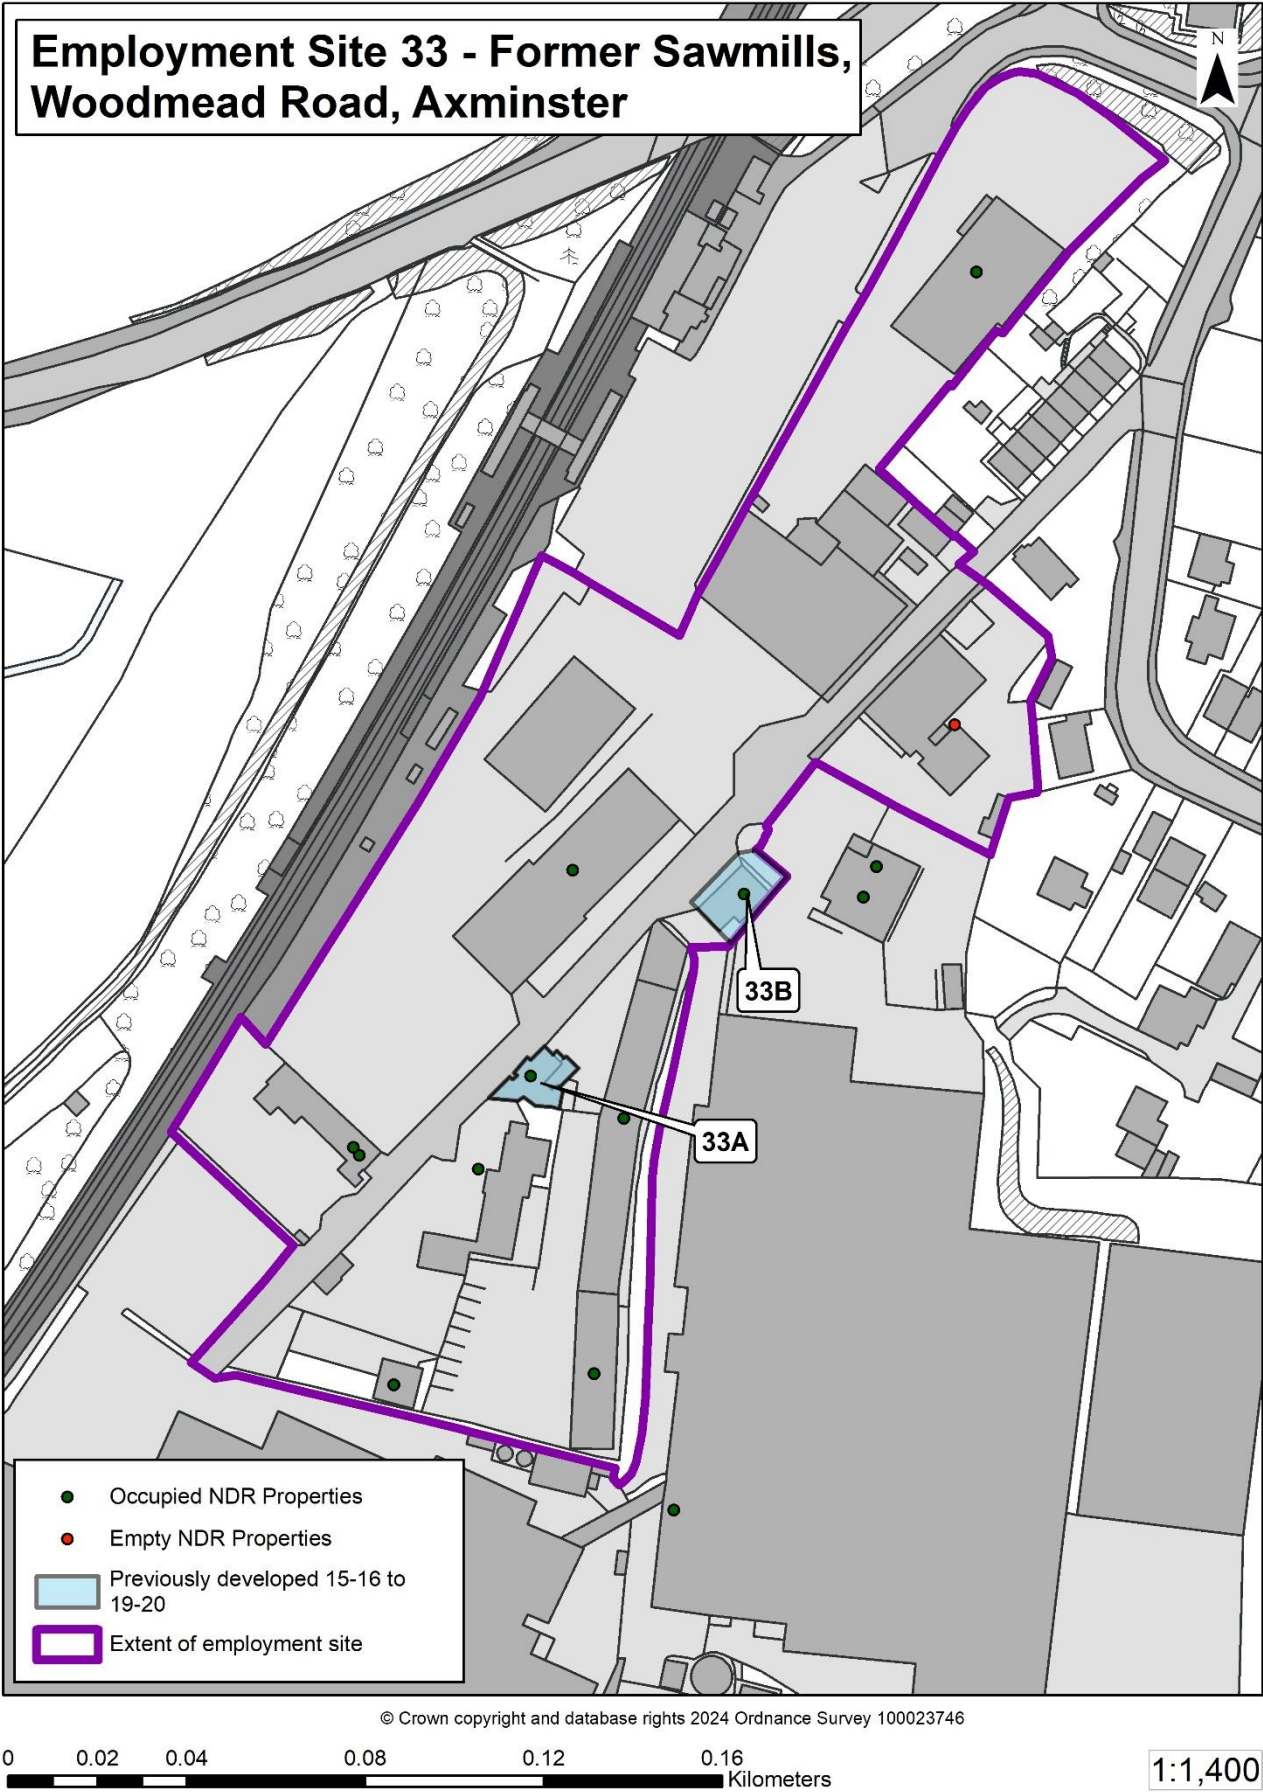 Employment Site 33 - Former Sawmills,
Woodmead Road, Axminster
N
33B
33A
Occupied NDR Properties
Empty NDR Properties
Previously developed 15-16 to
19-20
Extent of employment site
© Crown copyright and database rights 2024 Ordnance Survey 100023746
0 0.02 0.04 0.08 0.12 0.16
Kilometers
1:1,400